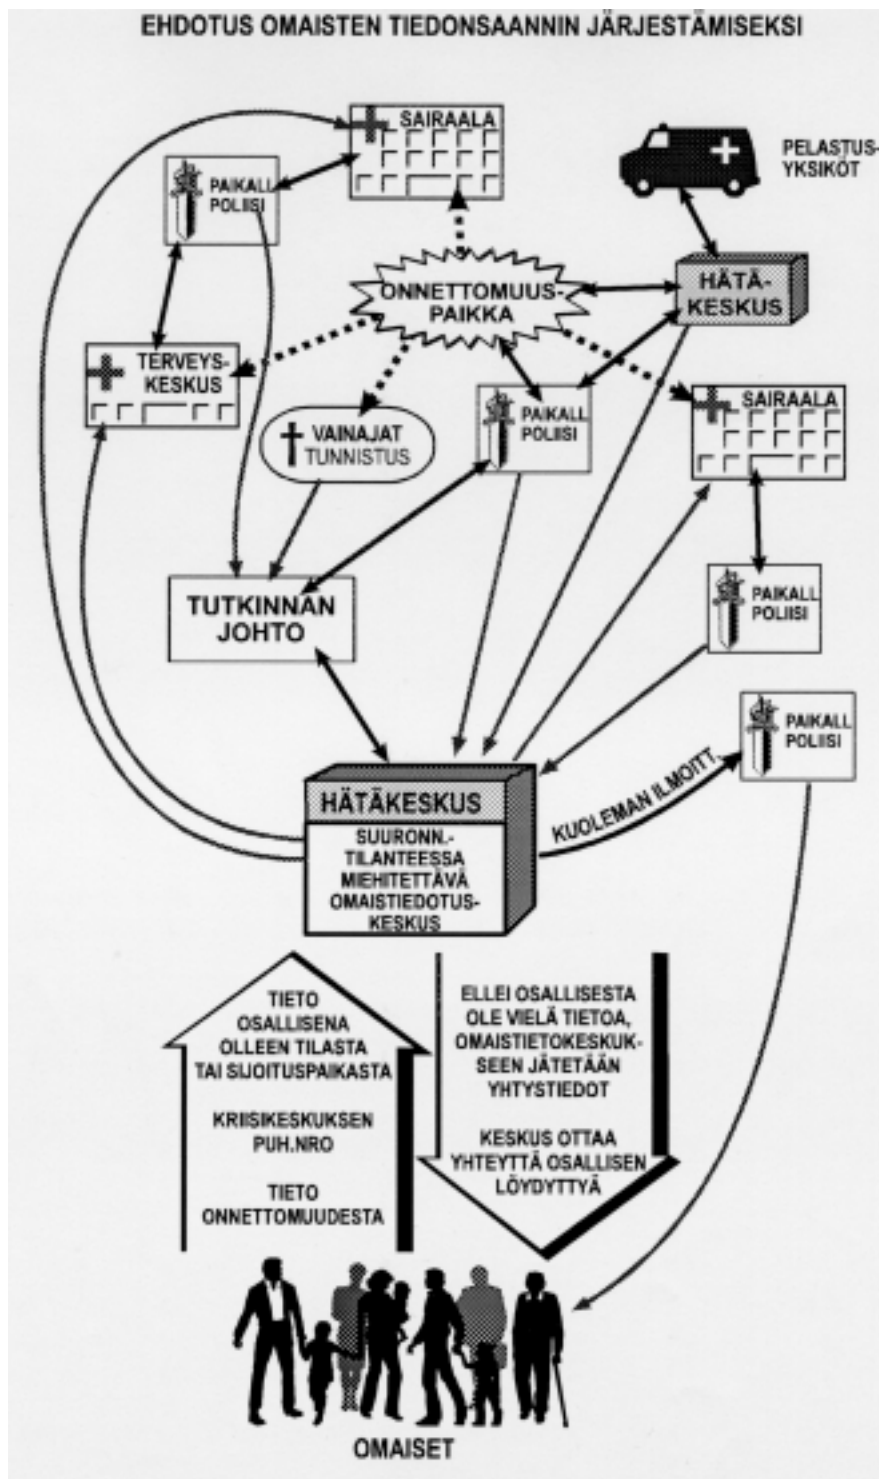 EHDOTUS OMAISTEN TIEDONSAANNIN JÄRJESTÄMISEKSI
SAIRAALA
PELASTUS-
YKSIKÖT
PAIKALL
POLIISI
ONNETTOMUUS-
PAIKKA
HÄTÄ-
KESKUS
TERVEYS-
KESKUS
VAINAJAT
TUNNISTUS
PAIKALL
POLIISI
SAIRAALA
TUTKINNAN
JOHTO
PAIKALL
POLIISI
PAIKALL
POLIISI
KUOLEMAN ILMOITT.
HÄTÄKESKUS
SUURONN.-
TILANTEESSA
MIEHITETTÄVÄ
OMAISTIEDOTUS-
KESKUS
TIETO
OSALLISENA
OLLEEN TILASTA
TAI SIJOITUSPAIKASTA
KRIISIKESKUKSEN
PUH.NRO
TIETO
ONNETTOMUUDESTA
ELLEI OSALLISESTA
OLE VIELÄ TIETOA,
OMAISTIETOKESKUK-
SEEN JÄTETÄÄN
YHTYSTIEDOT
KESKUS OTTAA
YHTEYTTÄ OSALLISEN
LÖYDYTTYÄ
OMAISET